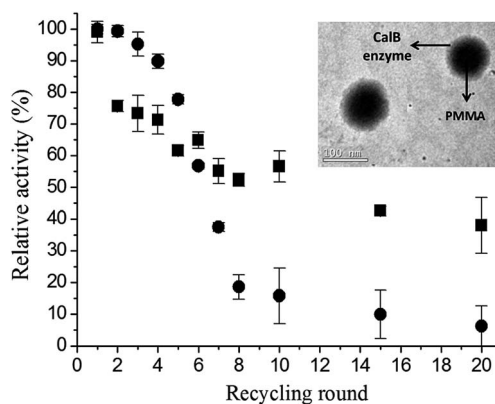 100
90
80
70
60
50
40
30
20
10
0
Relative activity (%)
0 2 4 6 8 10 12 14 16 18 20
Recycling round
CalB
enzyme
PMMA
100 nm